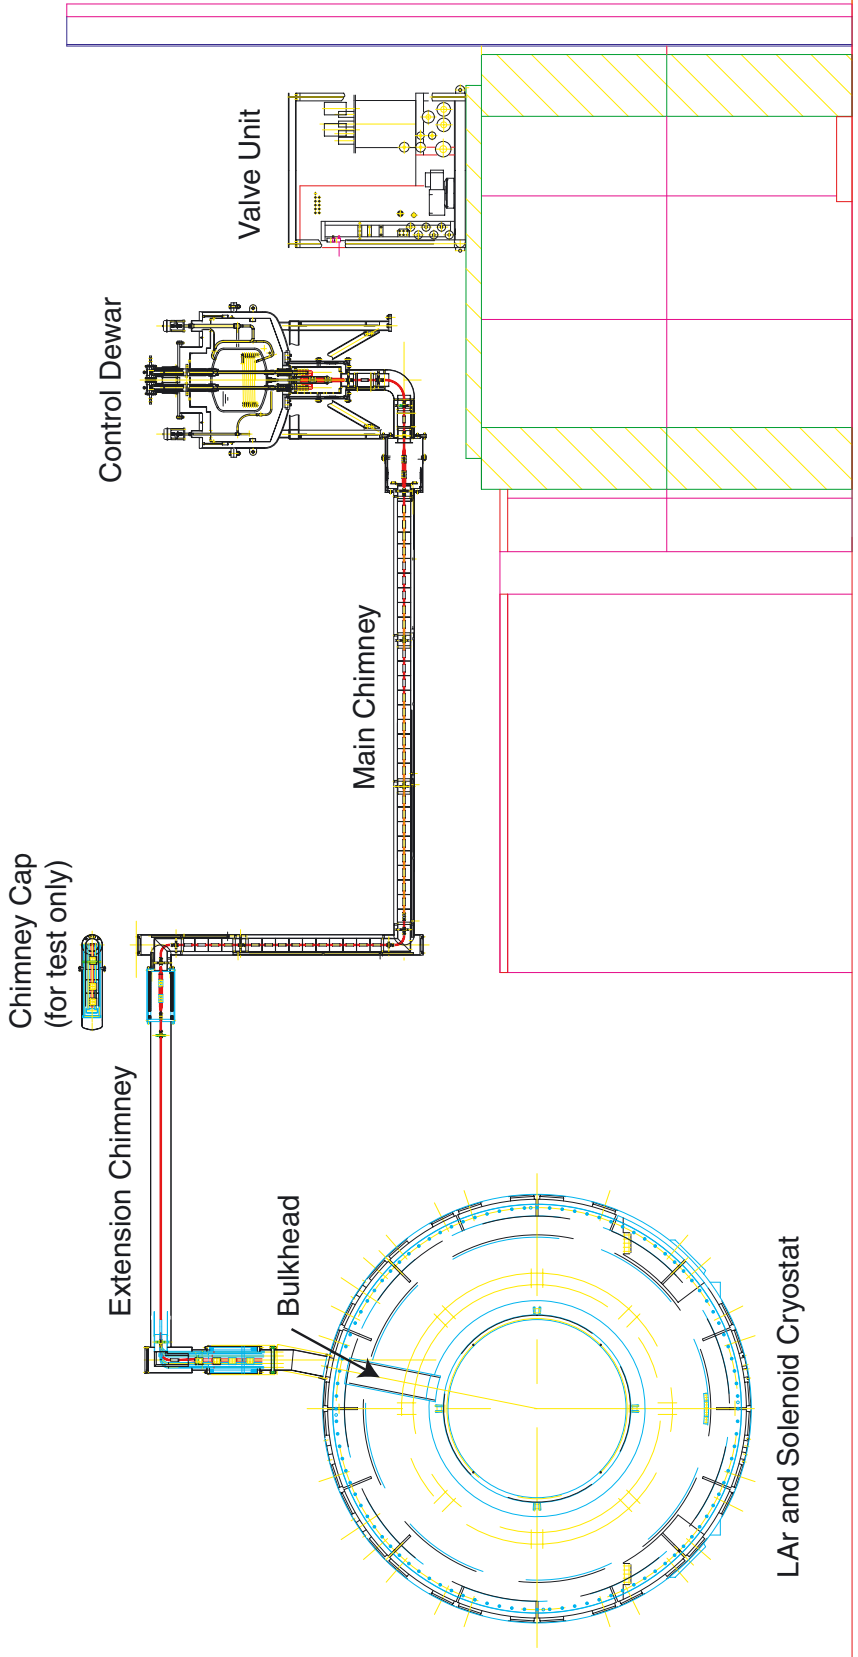 Valve Unit
Control Dewar
Main Chimney
Chimney Cap
(for test only)
Extension Chimney
Bulkhead
LAr and Solenoid Cryostat